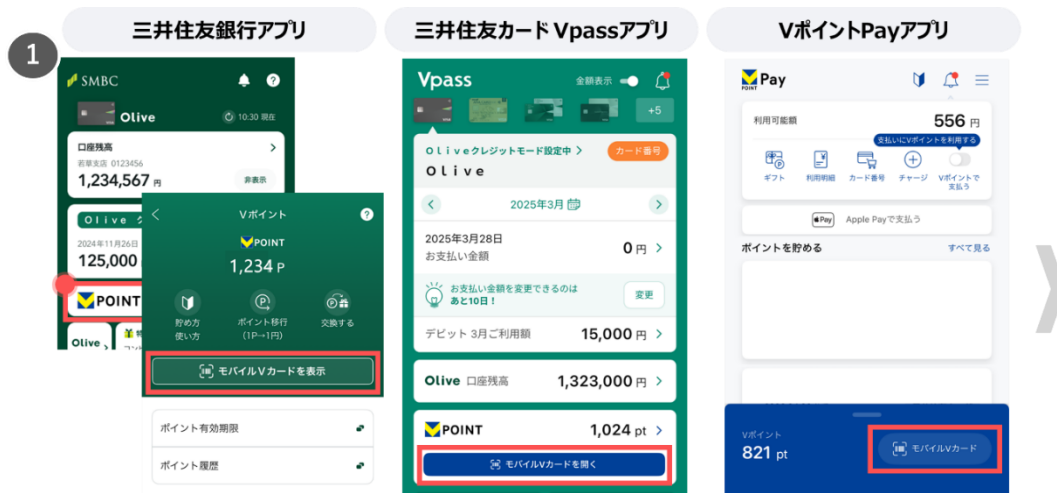 1
三井住友銀行アプリ
SMBC
Olive
10:30 現在
口座残高
若草支店 0123456
1,234,567 円
非表示
Olive
2024年11月26日
125,000
POINT
Olive
Vポイント
POINT
1,234 P
貯め方
使い方
ポイント移行
(1P→1円)
交換する
モバイルVカードを表示
ポイント有効期限
ポイント履歴
三井住友カード Vpassアプリ
Vpass
金額表示
+5
Oliveクレジットモード設定中
カード番号
Olive
2025年3月
2025年3月28日
お支払い金額
0 円
お支払い金額を変更できるのは
あと10日！
変更
デビット 3月ご利用額
15,000 円
Olive 口座残高
1,323,000 円
POINT
1,024 pt
モバイルVカードを開く
VポイントPayアプリ
POINT Pay
利用可能額
556 円
支払いにVポイントを利用する
ギフト
利用明細
カード番号
チャージ
Vポイントで
支払う
Pay Apple Payで支払う
ポイントを貯める
すべて見る
Vポイント
821 pt
モバイルVカード